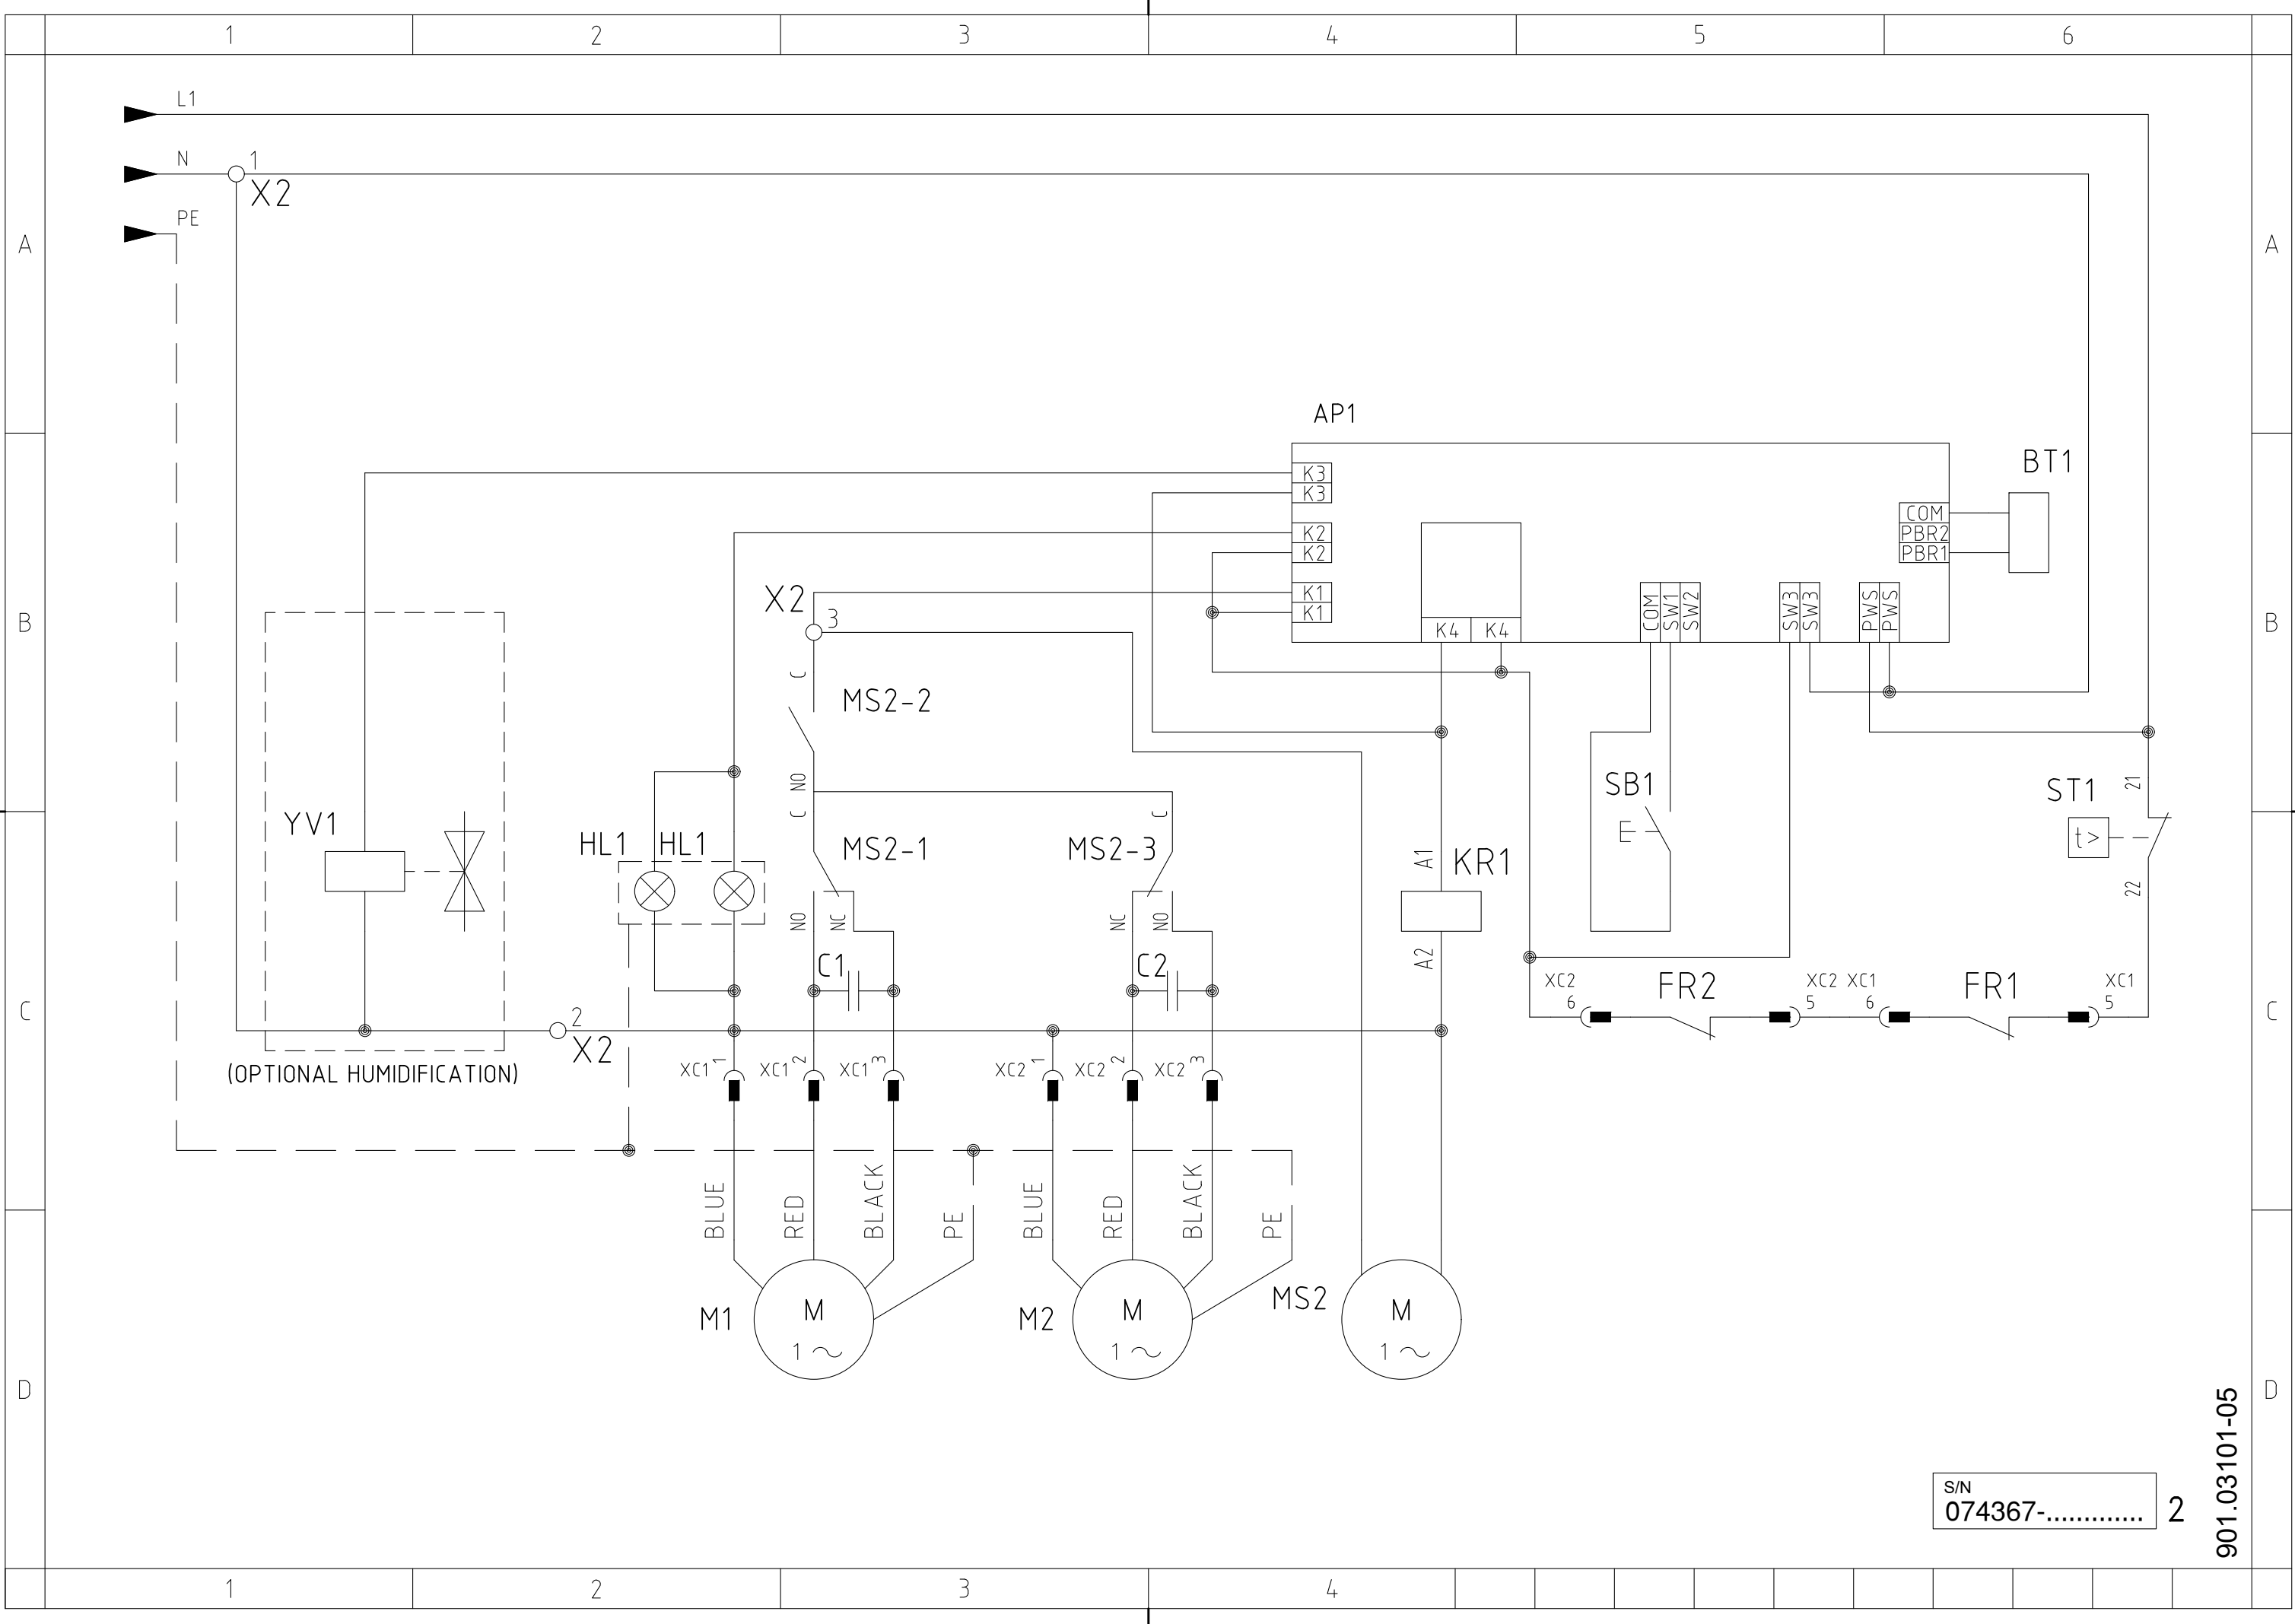 1 2 3 4 5 6
L1
N 1
X2
PE
A A
AP1
BT1
K3
K3
COM
K2
PBR2
K2
PBR1
X2 K1
3 K1
COM SW1 SW2 SW3 SW3 PWS PWS
B B
K4 K4
C
MS2-2
NO
SB1
E
ST1
21
t>
22
C
C
YV1
HL1 HL1
MS2-1
MS2-3
A1
KR1
NO NC
NC NO
A2
C1
C2
XC2
6
FR2
XC2
5
XC1
6
FR1
XC1
5
C C
2
X2
(OPTIONAL HUMIDIFICATION)
XC1 1 XC1 2 XC1 3 XC2 1 XC2 2 XC2 3
BLUE RED BLACK PE BLUE RED BLACK PE
M1
M
1
M2
M
1
MS2
M
1
D D
901.03101-05
S/N
074367-.............
2
1 2 3 4